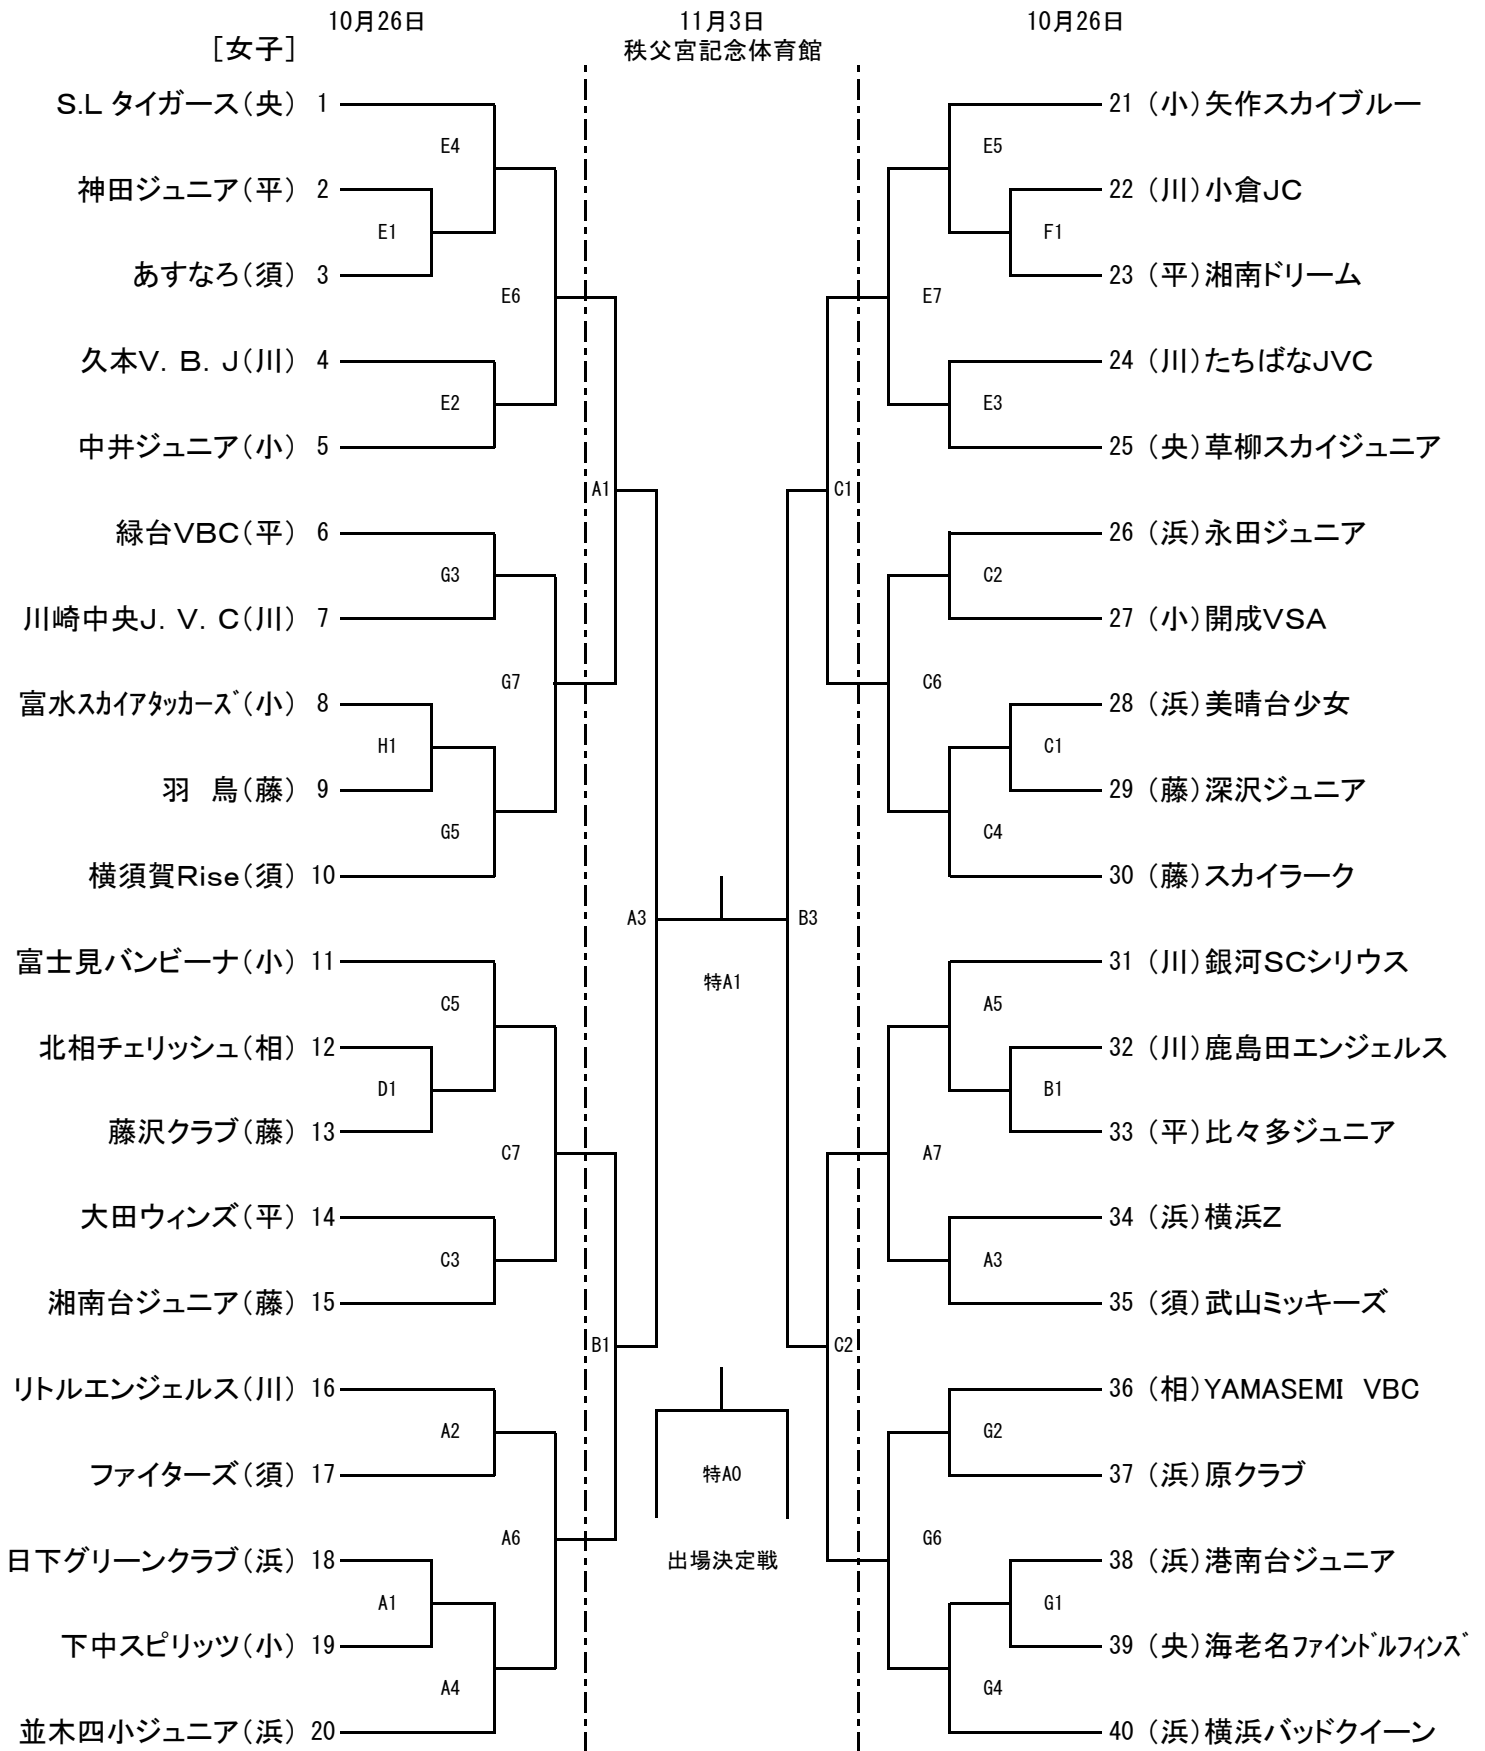 10月26日
11月3日
10月26日
[女子]
秩父宮記念体育館
S.L タイガース(央) 1
E4
神田ジュニア(平) 2
E1
あすなろ(須) 3
E6
久本V. B. J(川) 4
E2
中井ジュニア(小) 5
A1
緑台VBC(平) 6
G3
川崎中央J. V. C(川) 7
G7
富水スカイアタッカーズ(小) 8
H1
羽　鳥(藤) 9
G5
横須賀Rise(須) 10
A3
富士見バンビーナ(小) 11
C5
北相チェリッシュ(相) 12
D1
藤沢クラブ(藤) 13
C7
大田ウィンズ(平) 14
C3
湘南台ジュニア(藤) 15
B1
リトルエンジェルス(川) 16
A2
ファイターズ(須) 17
A6
日下グリーンクラブ(浜) 18
A1
下中スピリッツ(小) 19
A4
並木四小ジュニア(浜) 20
特A1
特A0
出場決定戦
21 (小)矢作スカイブルー
E5
22 (川)小倉JC
F1
23 (平)湘南ドリーム
E7
24 (川)たちばなJVC
E3
25 (央)草柳スカイジュニア
C1
26 (浜)永田ジュニア
C2
27 (小)開成VSA
C6
28 (浜)美晴台少女
C1
29 (藤)深沢ジュニア
C4
30 (藤)スカイラーク
B3
31 (川)銀河SCシリウス
A5
32 (川)鹿島田エンジェルス
B1
33 (平)比々多ジュニア
A7
34 (浜)横浜Z
A3
35 (須)武山ミッキーズ
C2
36 (相)YAMASEMI　VBC
G2
37 (浜)原クラブ
G6
38 (浜)港南台ジュニア
G1
39 (央)海老名ファインドルフィンズ
G4
40 (浜)横浜バッドクイーン